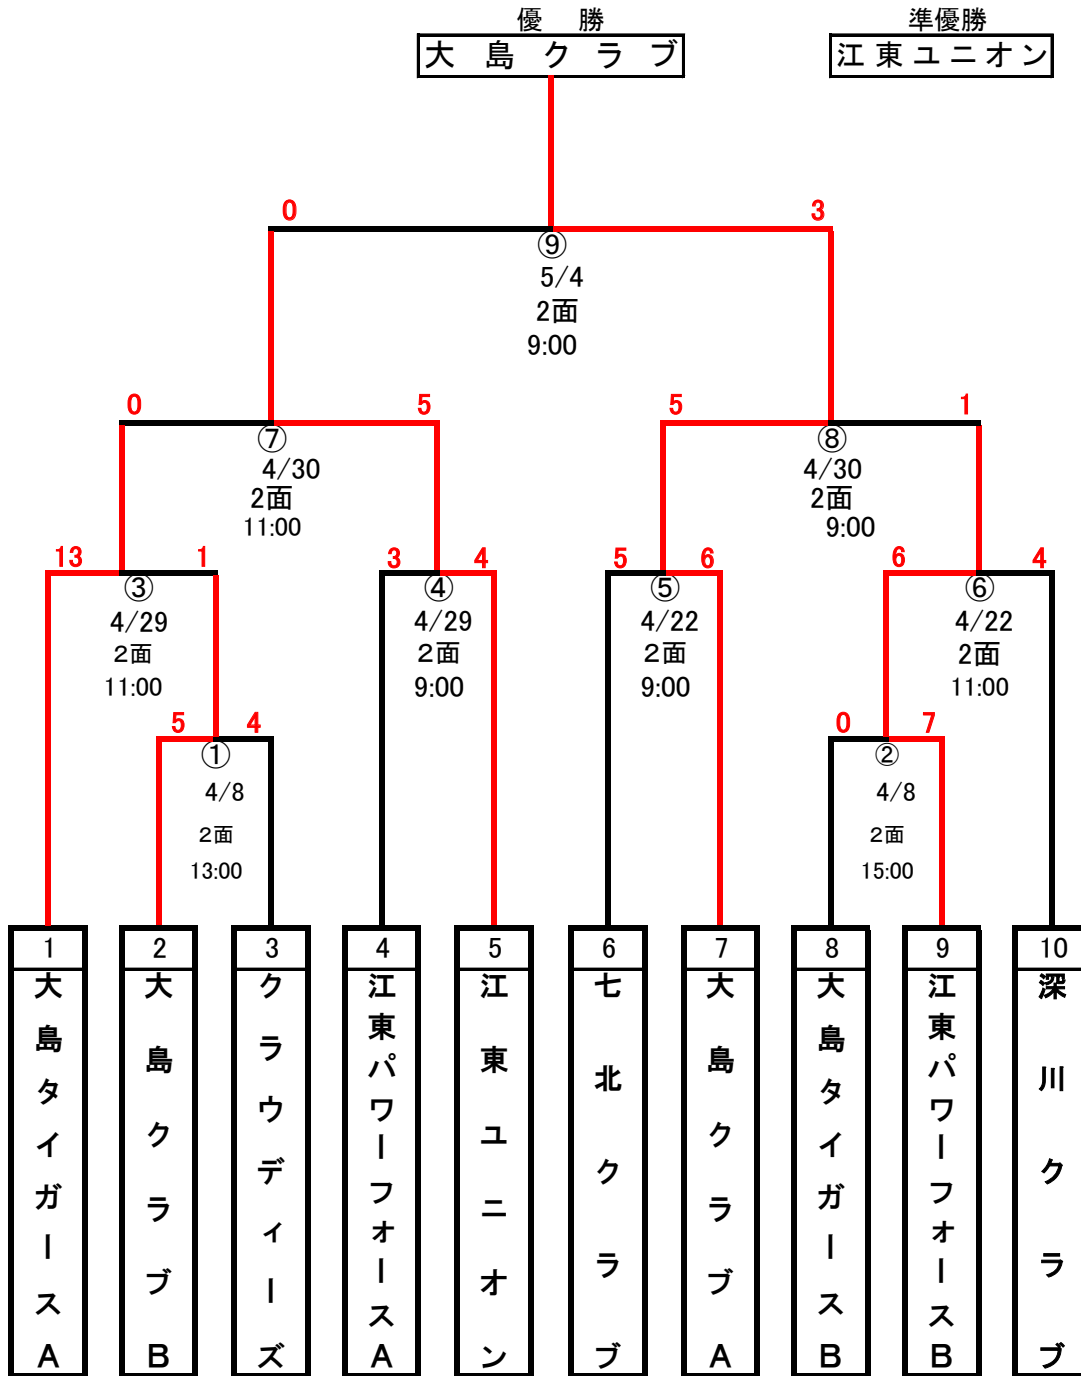 優 勝
大島クラブ
準優勝
江東ユニオン
0 3
⑨
5/4
2面
9:00
0 5
⑦
4/30
2面
11:00
5 1
⑧
4/30
2面
9:00
13 1
③
4/29
2面
11:00
3 4
④
4/29
2面
9:00
5 6
⑤
4/22
2面
9:00
6 4
⑥
4/22
2面
11:00
5 4
①
4/8
2面
13:00
0 7
②
4/8
2面
15:00
1
大島タイガースA
2
大島クラブB
3
クラウディーズ
4
江東パワーフォースA
5
江東ユニオン
6
七北クラブ
7
大島クラブA
8
大島タイガースB
9
江東パワーフォースB
10
深川クラブ